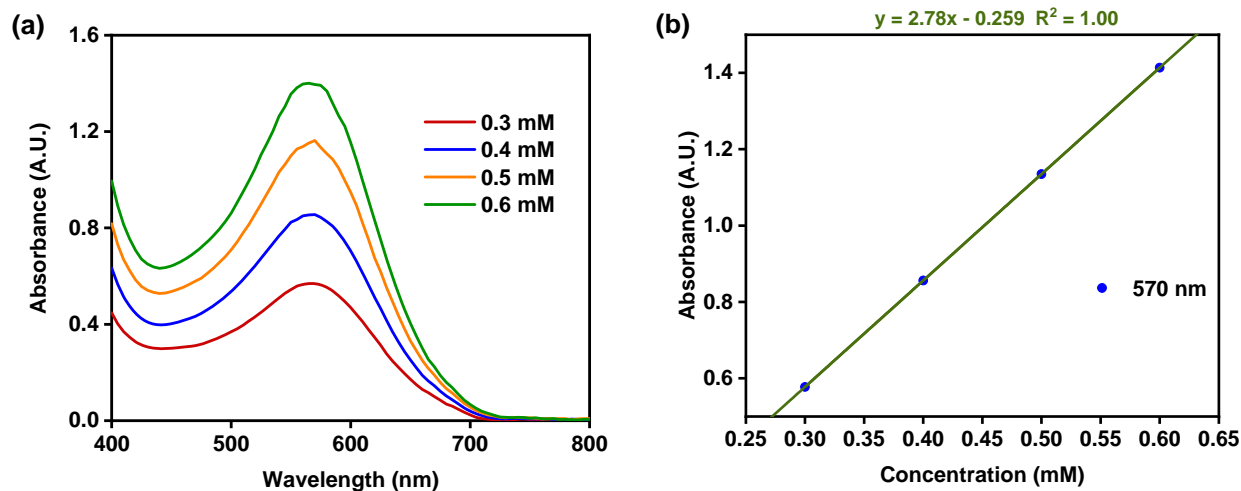 (a)
1.6
1.2
0.8
0.4
0.0
400
500
600
700
800
Absorbance (A.U.)
Wavelength (nm)
0.3 mM
0.4 mM
0.5 mM
0.6 mM
(b)
y = 2.78x - 0.259 R² = 1.00
1.4
1.2
1.0
0.8
0.6
0.25
0.30
0.35
0.40
0.45
0.50
0.55
0.60
0.65
Absorbance (A.U.)
Concentration (mM)
570 nm